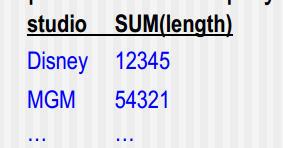 studio SUM(length)
Disney 12345
MGM 54321
… …